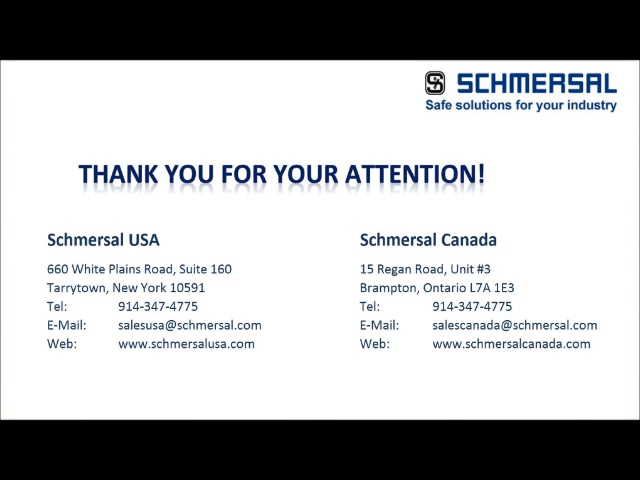 SCHMERSAL
Safe solutions for your industry
THANK YOU FOR YOUR ATTENTION!
Schmersal USA
660 White Plains Road, Suite 160
Tarrytown, New York 10591
Tel: 914-347-4775
E-Mail: salesusa@schmersal.com
Web: www.schmersalusa.com
Schmersal Canada
15 Regan Road, Unit #3
Brampton, Ontario L7A 1E3
Tel: 914-347-4775
E-Mail: salescanada@schmersal.com
Web: www.schmersalcanada.com